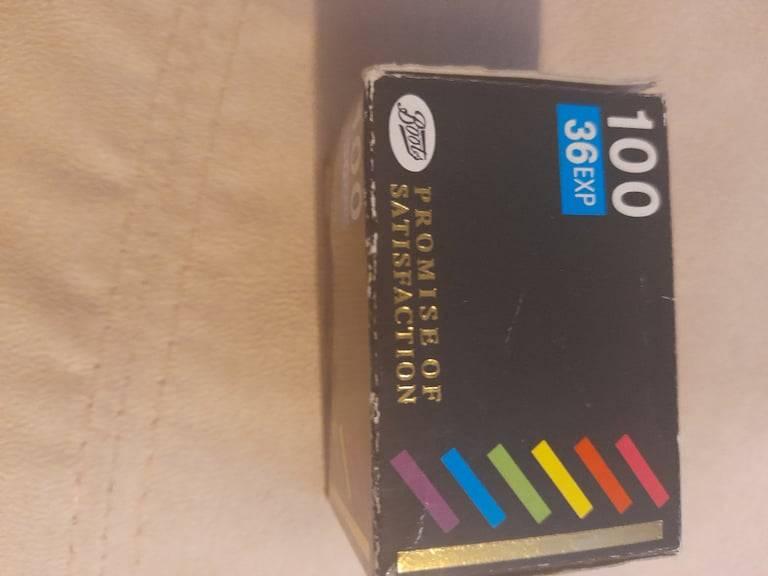 100
36EXP
Boots
PROMISE OF
SATISFACTION